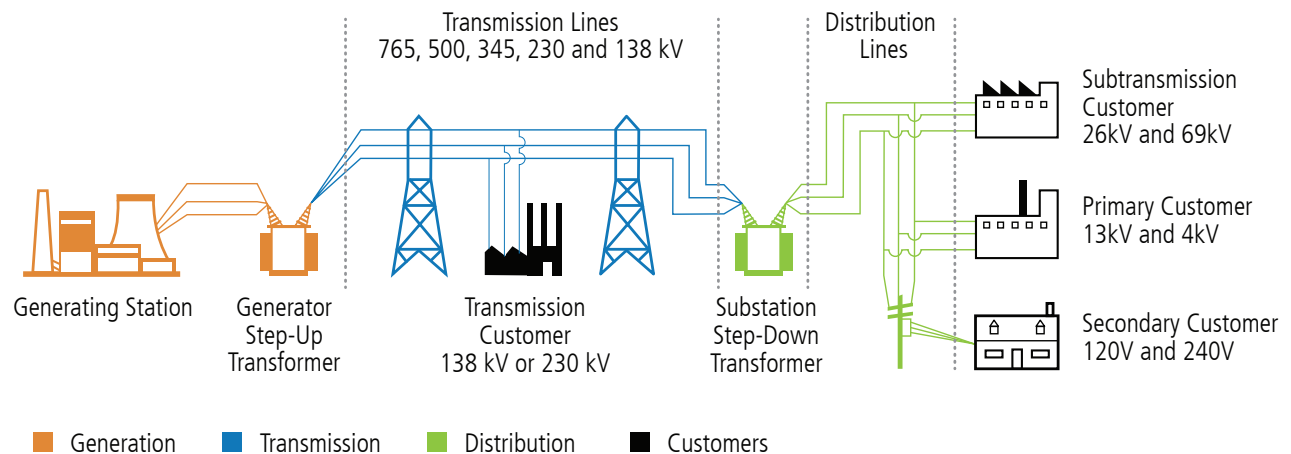 Transmission Lines
765, 500, 345, 230 and 138 kV
Distribution
Lines
Subtransmission
Customer
26kV and 69kV
Primary Customer
13kV and 4kV
Secondary Customer
120V and 240V
Generating Station
Generator
Step-Up
Transformer
Transmission
Customer
138 kV or 230 kV
Substation
Step-Down
Transformer
Generation
Transmission
Distribution
Customers